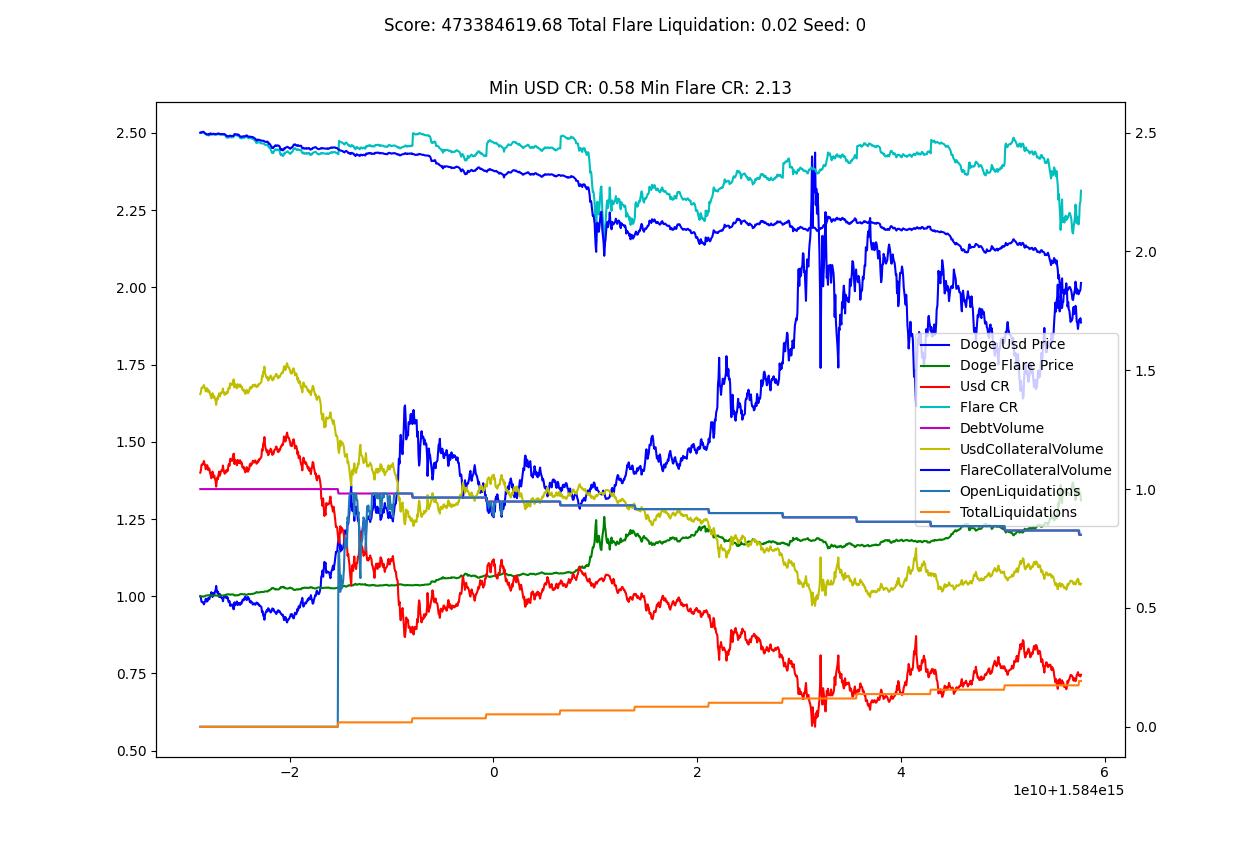 Score: 473384619.68 Total Flare Liquidation: 0.02 Seed: 0
Min USD CR: 0.58 Min Flare CR: 2.13
2.50
2.25
2.00
1.75
1.50
1.25
1.00
0.75
0.50
2.5
2.0
1.5
1.0
0.5
0.0
Doge Usd Price
Doge Flare Price
Usd CR
Flare CR
DebtVolume
UsdCollateralVolume
FlareCollateralVolume
OpenLiquidations
TotalLiquidations
−2 0 2 4 6
1e10+1.584e15